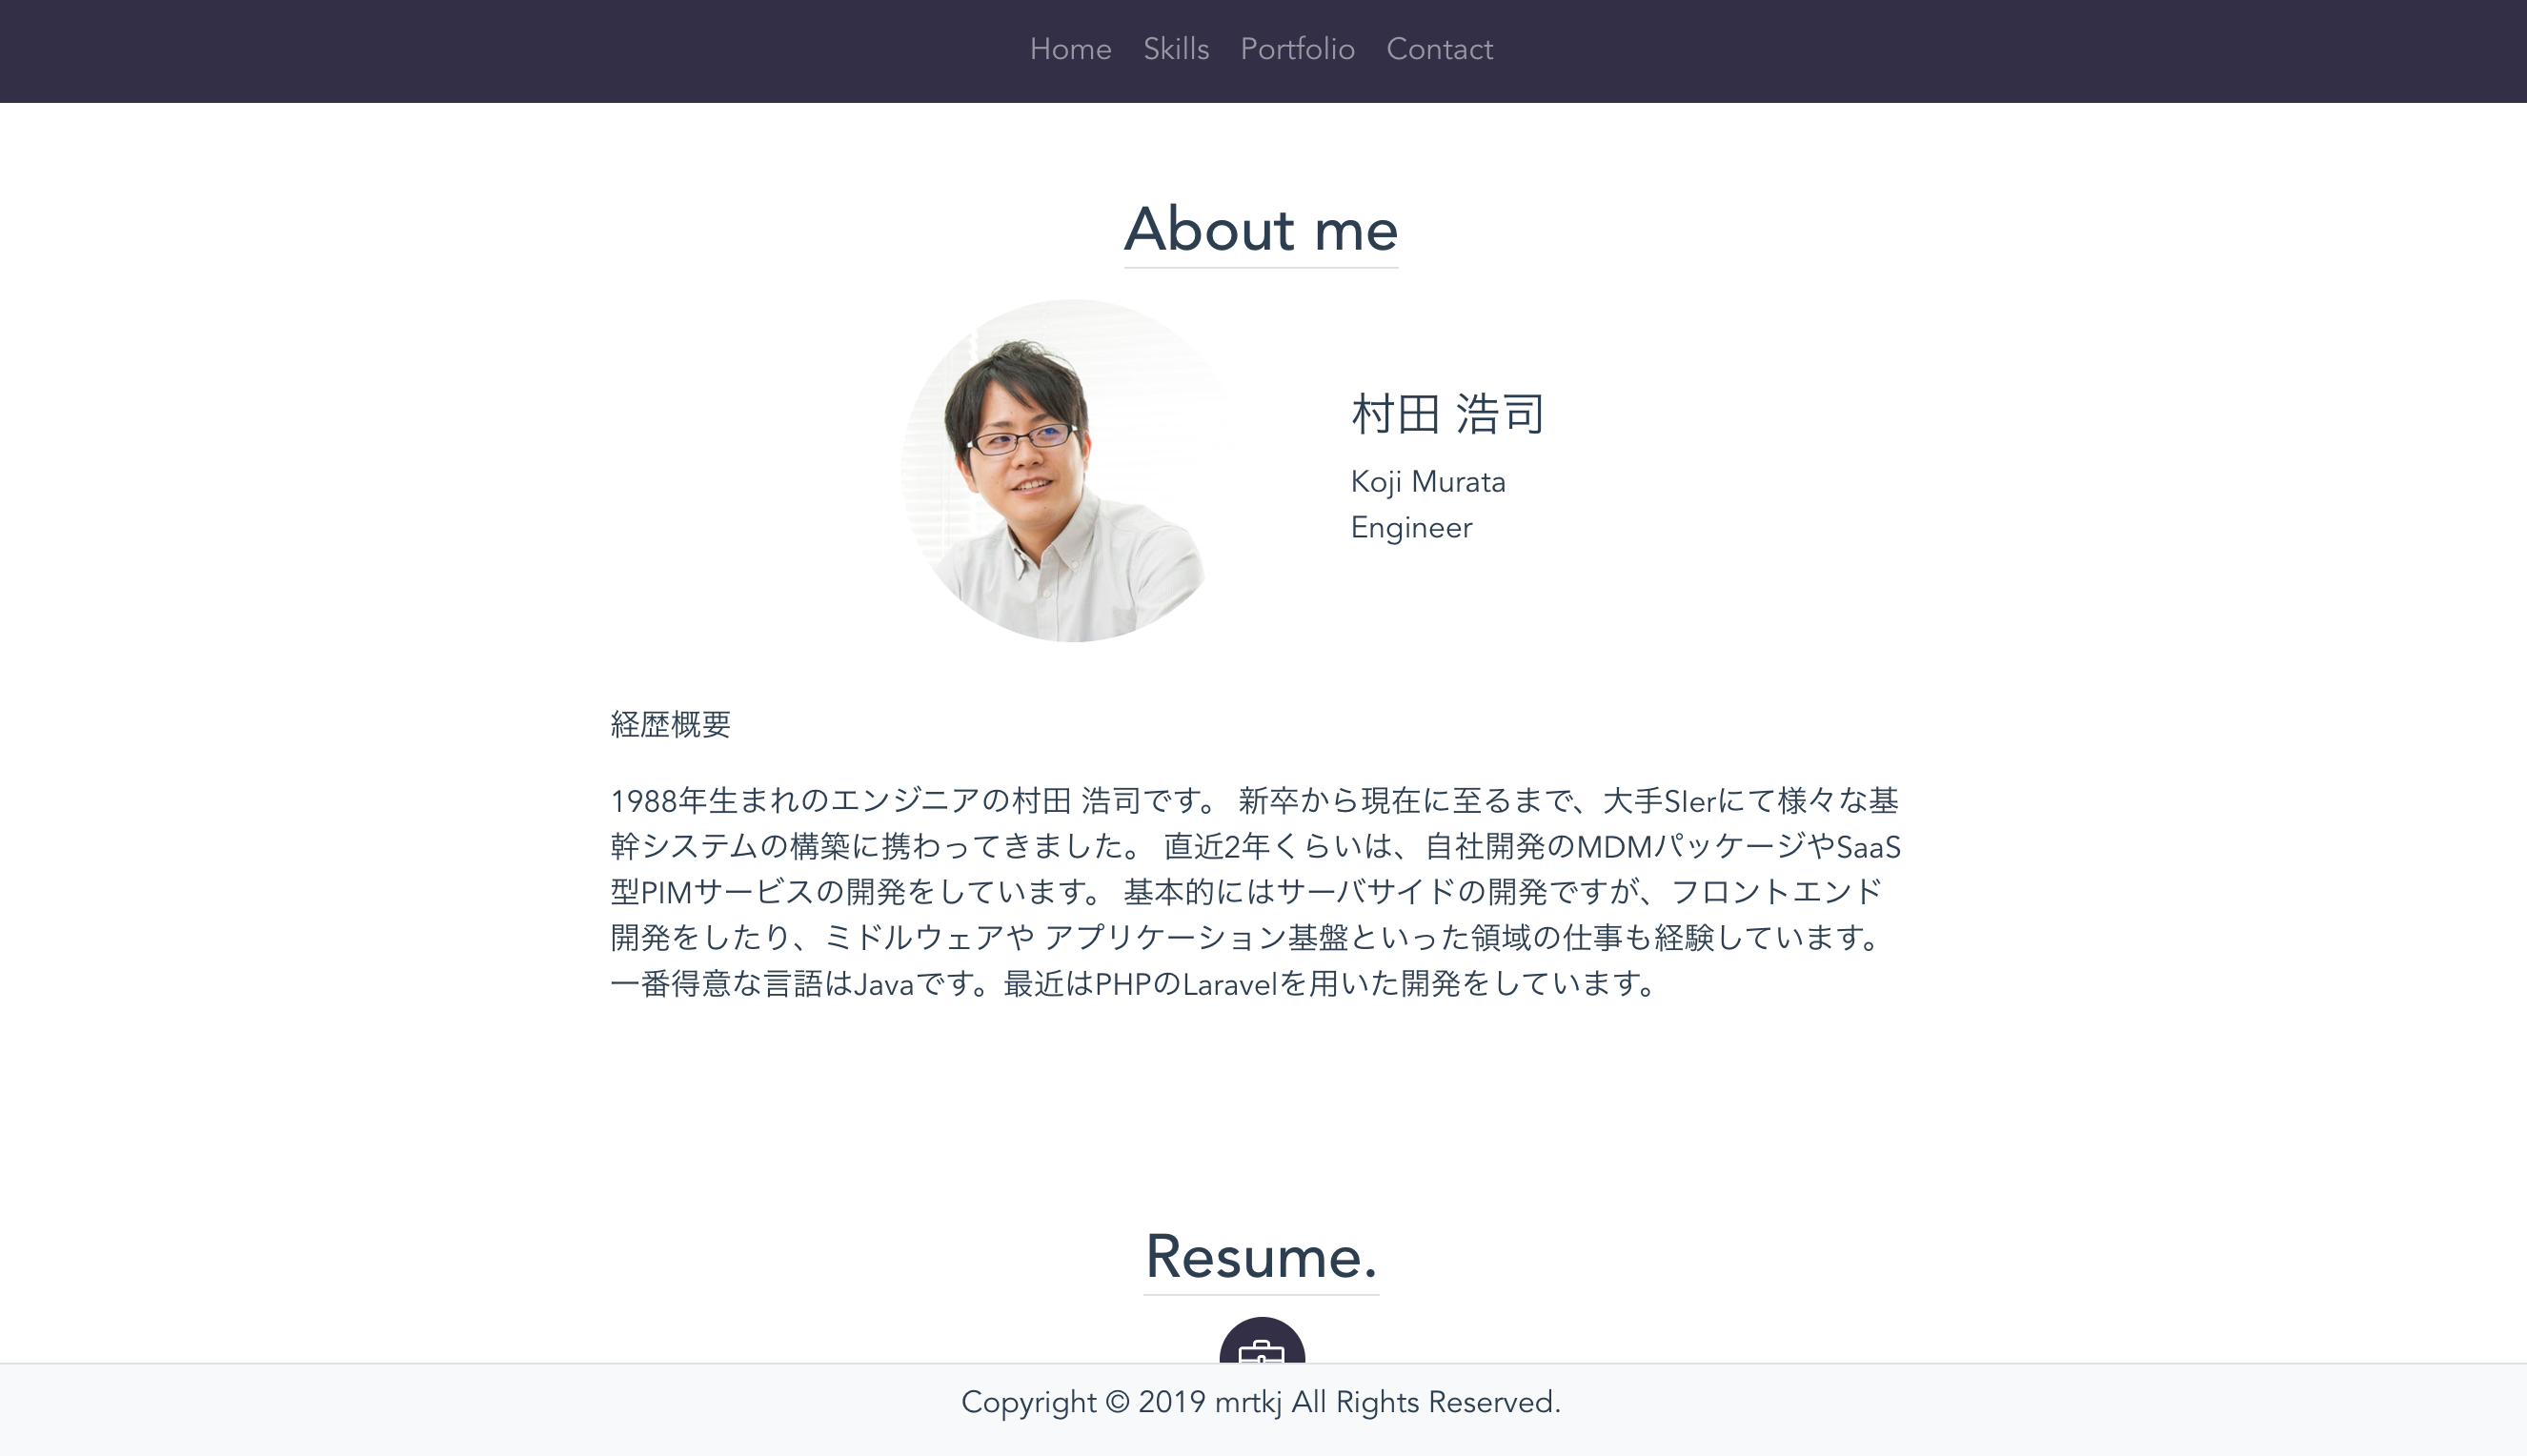 Home Skills Portfolio Contact
About me
村田 浩司
Koji Murata
Engineer
経歴概要
1988年生まれのエンジニアの村田 浩司です。 新卒から現在に至るまで、大手SIerにて様々な基
幹システムの構築に携わってきました。 直近2年くらいは、自社開発のMDMパッケージやSaaS
型PIMサービスの開発をしています。 基本的にはサーバサイドの開発ですが、フロントエンド
開発をしたり、ミドルウェアや アプリケーション基盤といった領域の仕事も経験しています。
一番得意な言語はJavaです。最近はPHPのLaravelを用いた開発をしています。
Resume.
Copyright © 2019 mrtkj All Rights Reserved.